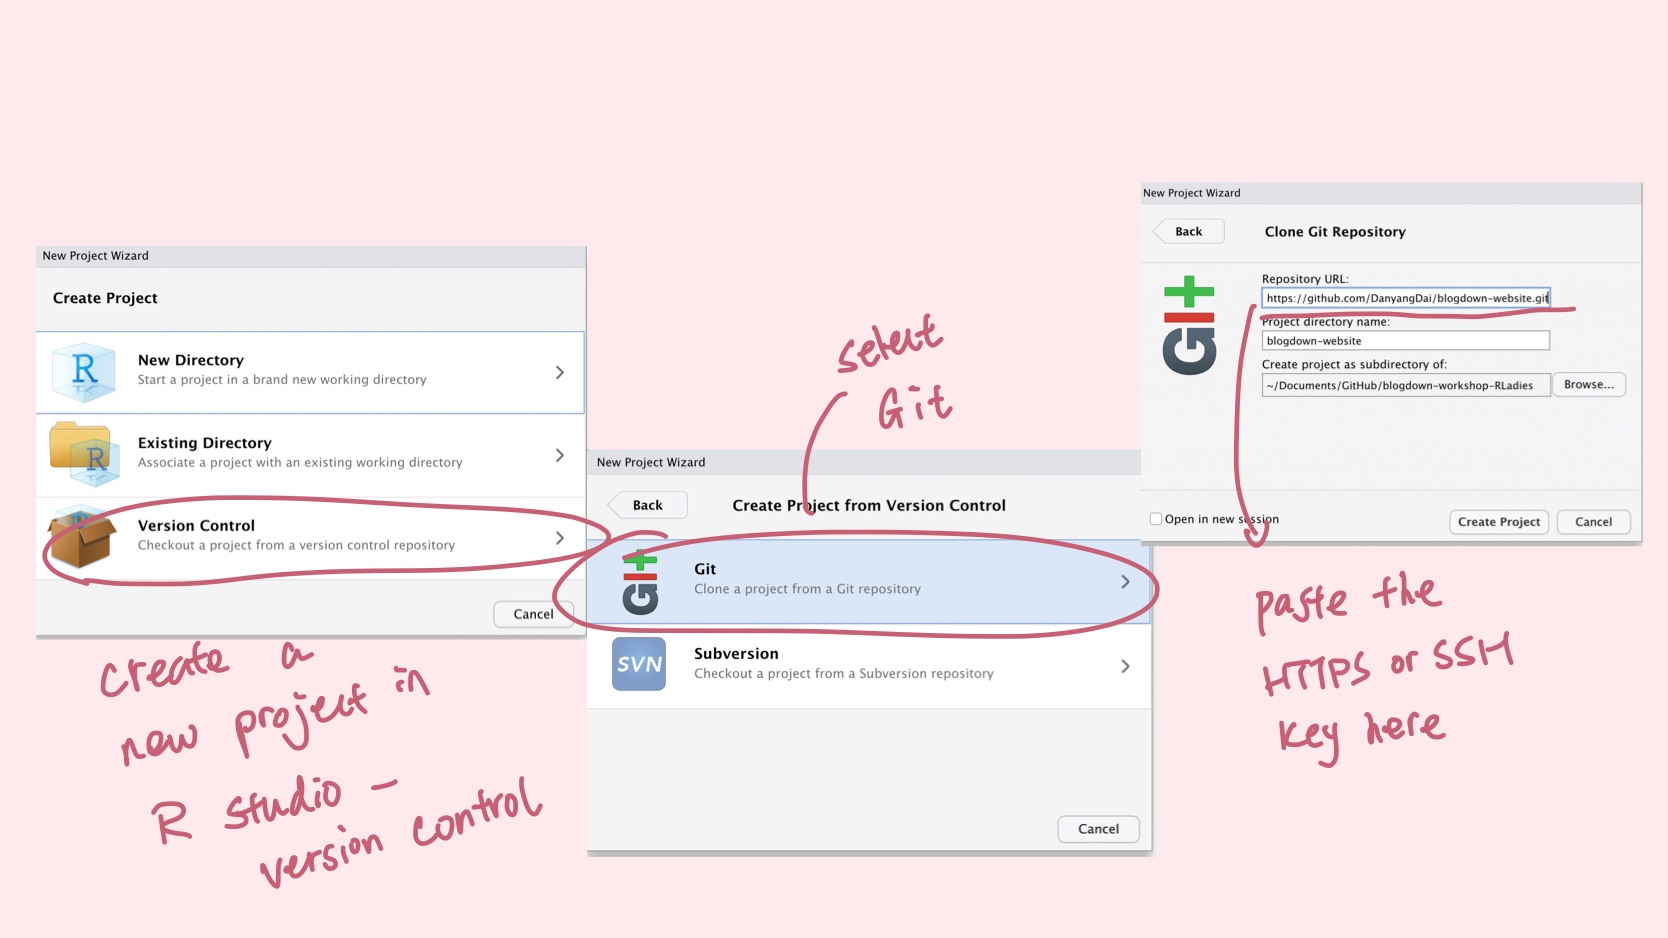 New Project Wizard
Create Project
New Directory
Start a project in a brand new working directory
Existing Directory
Associate a project with an existing working directory
Version Control
Checkout a project from a version control repository
Cancel
create a
new project in
R studio –
version control
select
Git
New Project Wizard
Back
Create Project from Version Control
GIt
Git
Clone a project from a Git repository
SVN
Subversion
Checkout a project from a Subversion repository
Cancel
New Project Wizard
Back
Clone Git Repository
GIt
Repository URL:
https://github.com/DanyangDai/blogdown-website.git
Project directory name:
blogdown-website
Create project as subdirectory of:
~/Documents/GitHub/blogdown-workshop-RLadies
Browse...
Open in new session
Create Project
Cancel
paste the
HTTPS or SSH
key here